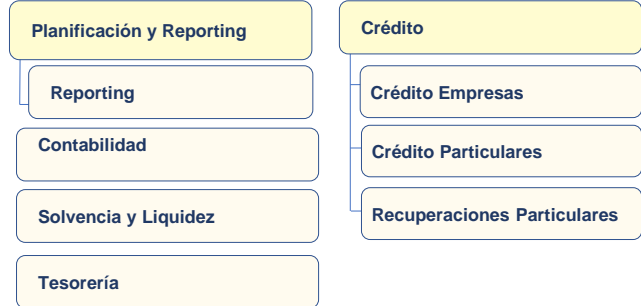 Planificación y Reporting
Reporting
Contabilidad
Solvencia y Liquidez
Tesorería
Crédito
Crédito Empresas
Crédito Particulares
Recuperaciones Particulares